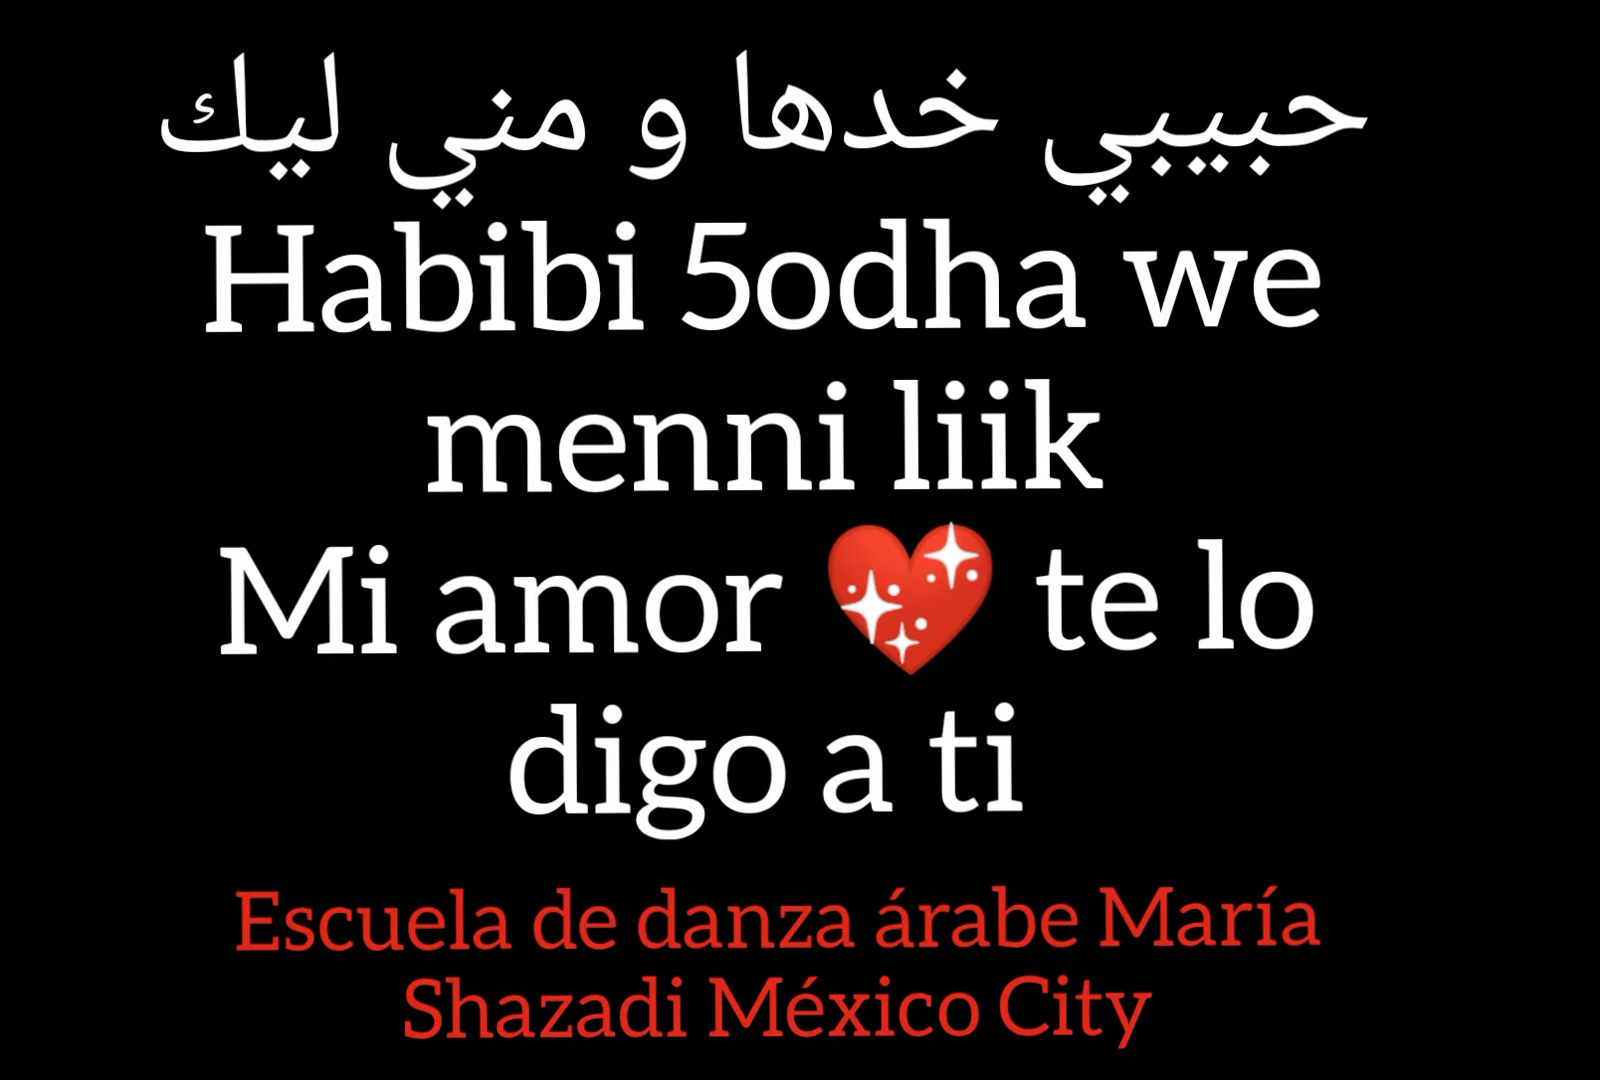 حبيبي خدها و مني ليك
Habibi 5odha we
menni liik
Mi amor 💖 te lo
digo a ti
Escuela de danza árabe María
Shazadi México City